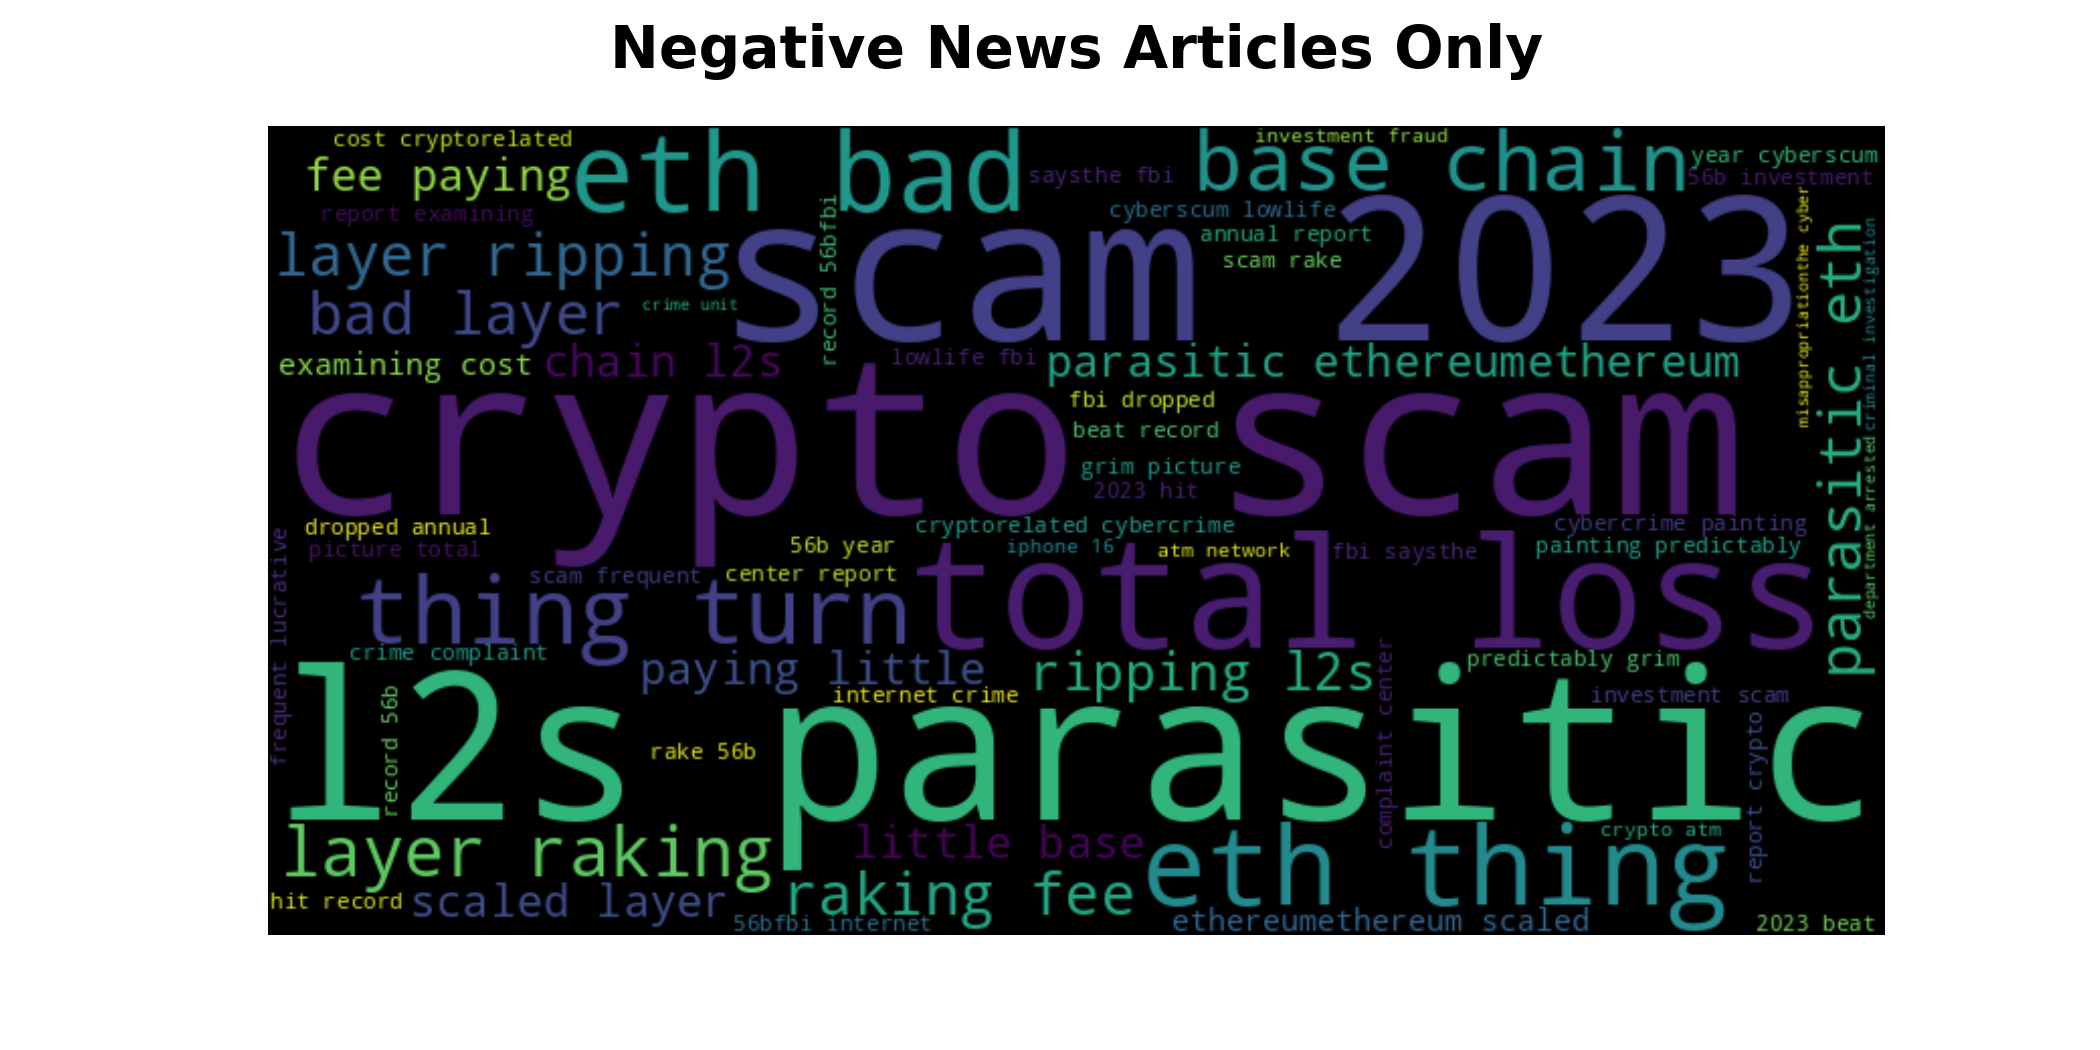 Negative News Articles Only
cost cryptorelated
investment fraud
fee paying
eth bad
base chain
year cyberscum
saysthe fbi
56b investment
report examining
cyberscum lowlife
layer ripping
scam 2023
annual report
scam rake
record 56bfbi
misappropriationthe cyber
criminal investigation
parasitic eth
bad layer
crime unit
examining cost
chain l2s
lowlife fbi
parasitic ethereumethereum
crypto scam
fbi dropped
beat record
grim picture
2023 hit
department arrested
dropped annual
cryptorelated cybercrime
cybercrime painting
picture total
56b year
iphone 16
atm network
fbi saysthe
painting predictably
frequent lucrative
scam frequent
center report
thing turn
total loss
crime complaint
paying little
ripping l2s
predictably grim
internet crime
investment scam
complaint center
l2s parasitic
record 56b
rake 56b
report crypto
layer raking
little base
eth thing
crypto atm
hit record
scaled layer
raking fee
56bfbi internet
ethereumethereum scaled
2023 beat